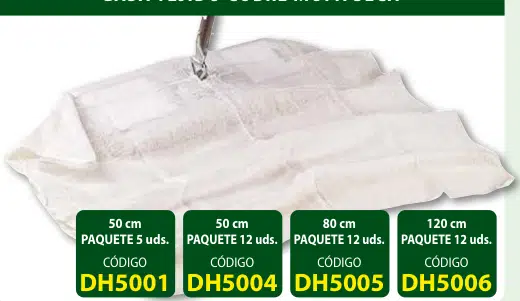 50 cm
PAQUETE 5 uds.
CÓDIGO
DH5001
50 cm
PAQUETE 12 uds.
CÓDIGO
DH5004
80 cm
PAQUETE 12 uds.
CÓDIGO
DH5005
120 cm
PAQUETE 12 uds.
CÓDIGO
DH5006